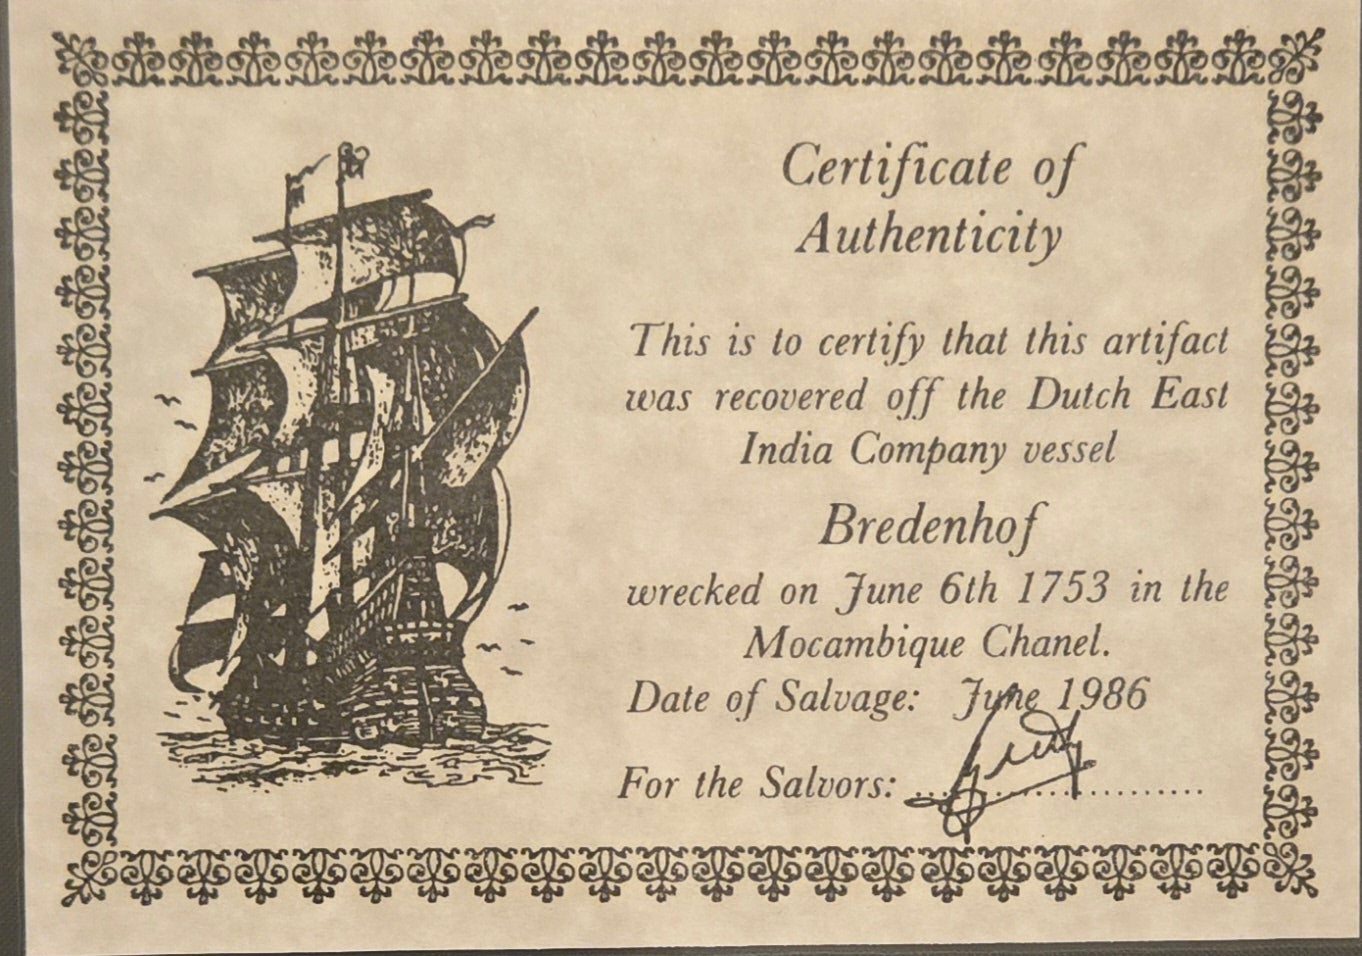 Certificate of
Authenticity
This is to certify that this artifact
was recovered off the Dutch East
India Company vessel
Bredenhof
wrecked on June 6th 1753 in the
Mocambique Chanel.
Date of Salvage: June 1986
For the Salvors: ........................